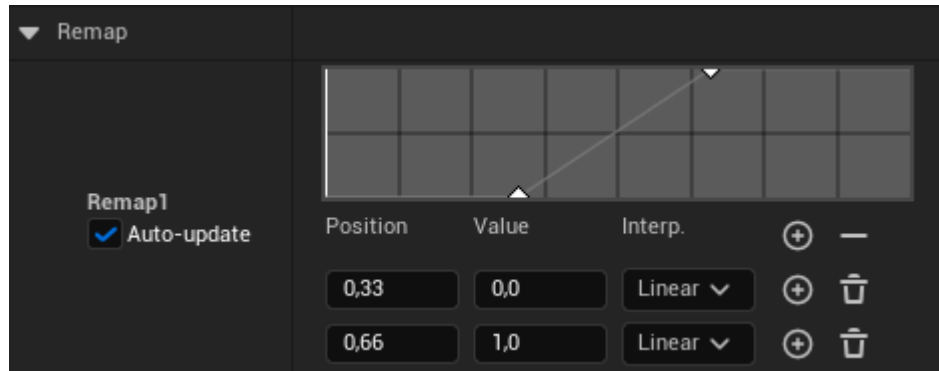 Remap
Remap1
Auto-update
Position Value Interp.
0,33 0,0 Linear
0,66 1,0 Linear